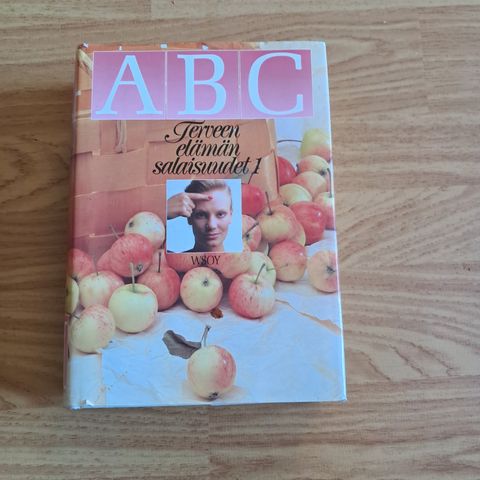 ABC
Terveen
elämän
salaisuudet 1
WSOY